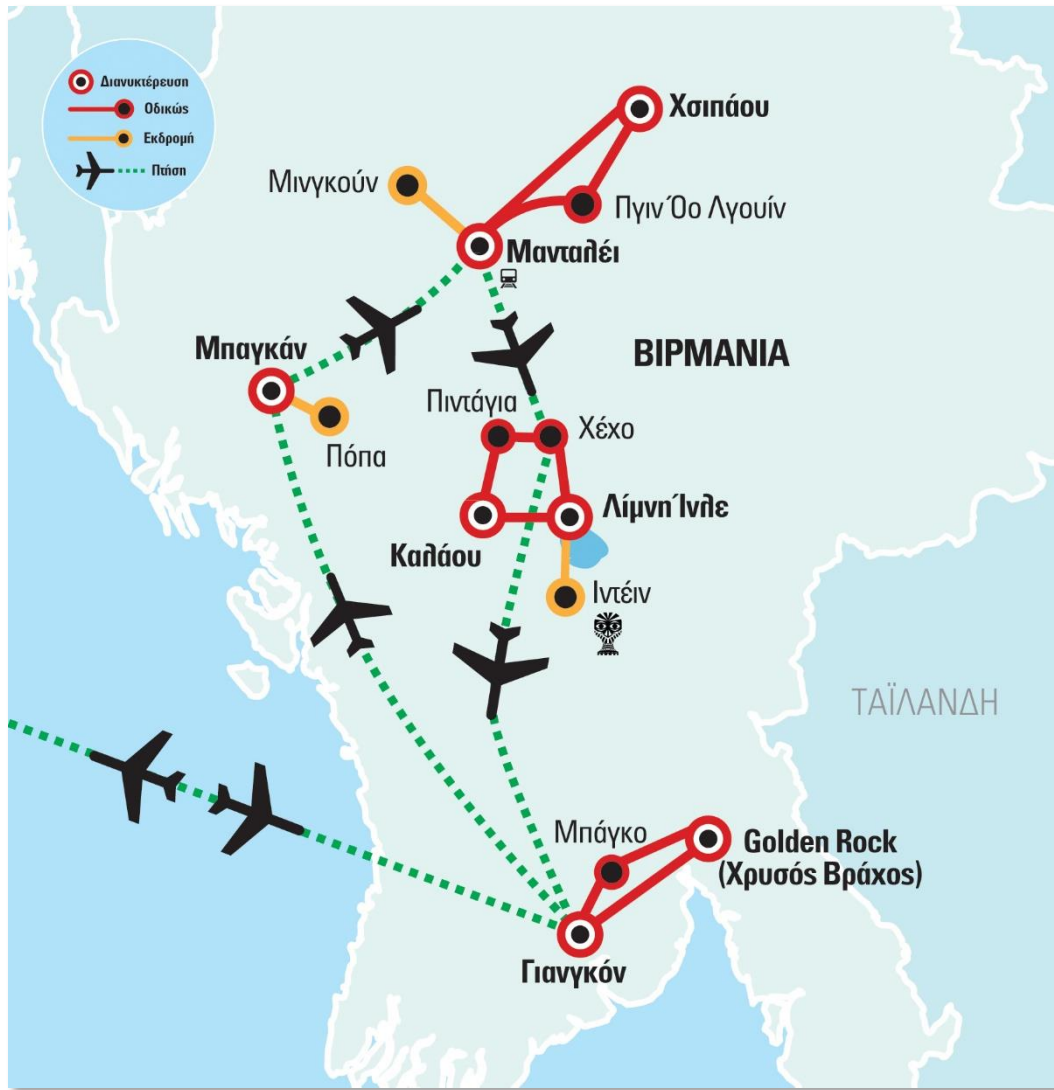 Διανυκτέρευση
Οδικώς
Εκδρομή
Πτήση
Χσιπάου
Μινγκούν
Πγιν Όο Λγουίν
Μανταλέι
Μπαγκάν
ΒΙΡΜΑΝΙΑ
Πιντάγια
Χέχο
Πόπα
Λίμνη Ίνλε
Καλάου
Ιντέιν
ΤΑΪΛΑΝΔΗ
Μπάγκο
Golden Rock
(Χρυσός Βράχος)
Γιανγκόν